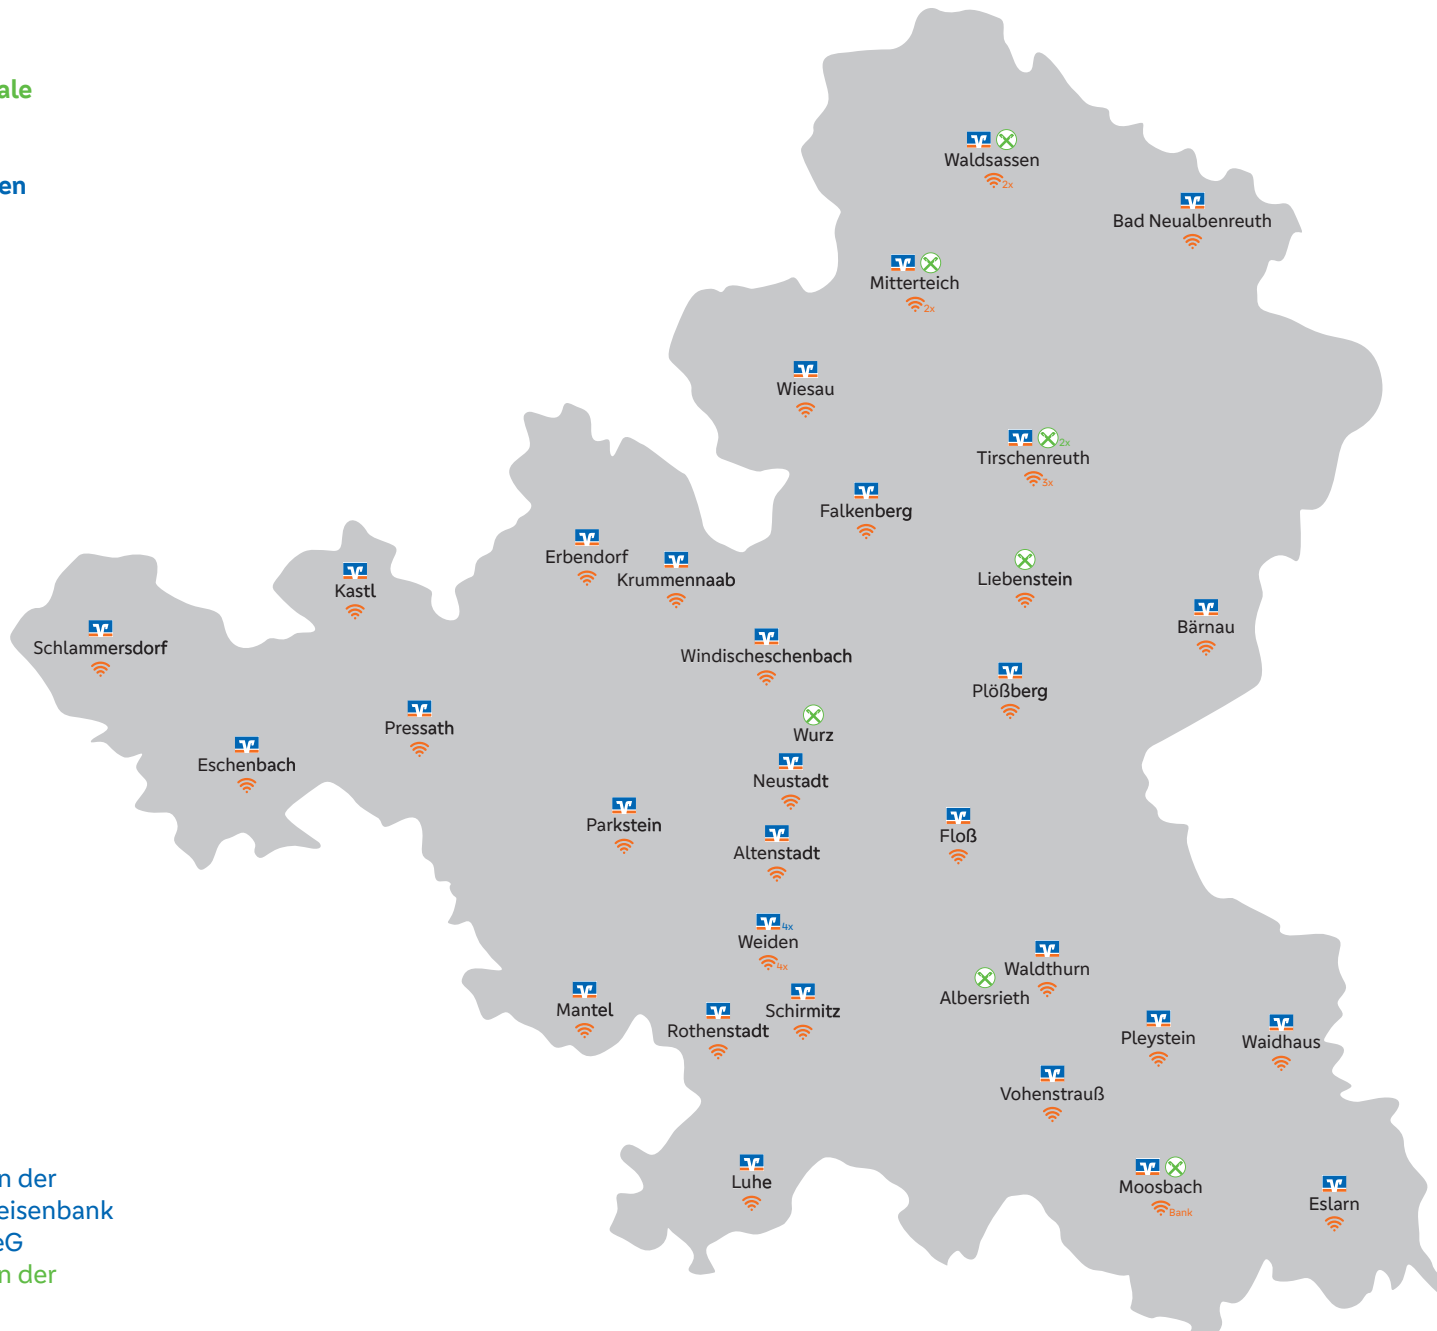 ale
en
Waldsassen
2x
Bad Neualbenreuth
Mitterteich
2x
Wiesau
2x
Tirschenreuth
3x
Falkenberg
Erbendorf
Krummennaab
Liebenstein
Kastl
Bärnau
Schlammersdorf
Windischeschenbach
Plößberg
Pressath
Wurz
Eschenbach
Neustadt
Parkstein
Altenstadt
Floß
4x
Weiden
4x
Waldthurn
Albersrieth
Mantel
Schirmitz
Rothenstadt
Pleystein
Waidhaus
Vohenstrauß
Luhe
Moosbach
Bank
Eslarn
n der
eisenbank
eG
n der